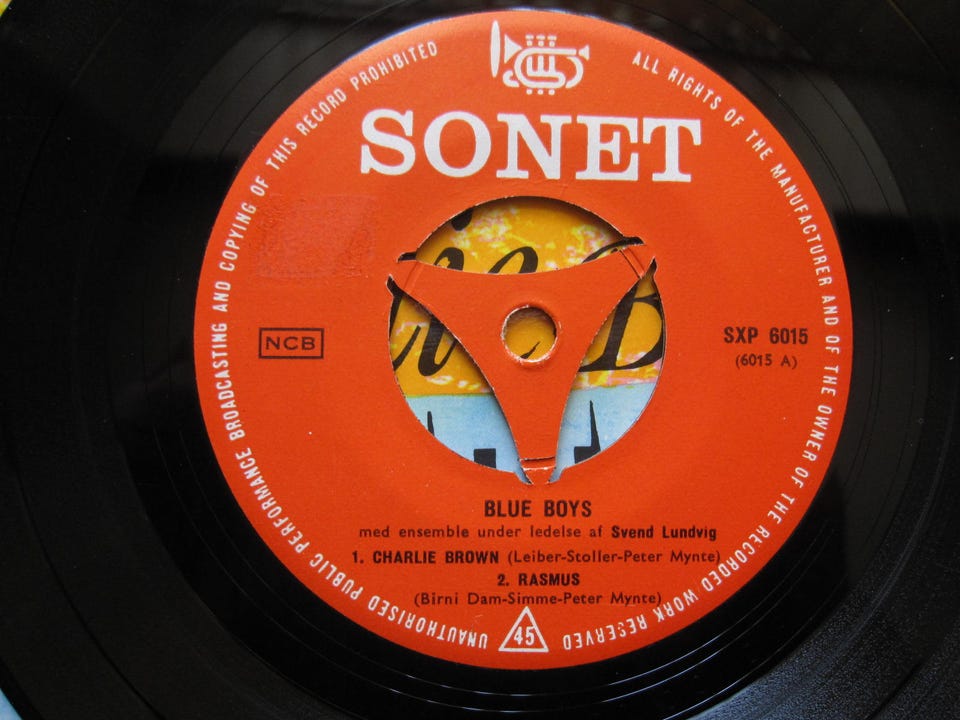 ALL RIGHTS OF THE MANUFACTURER AND OF THE OWNER OF THE RECORDED WORK RESERVED
UNAUTHORISED PUBLIC PERFORMANCE BROADCASTING AND COPYING OF THIS RECORD PROHIBITED
SONET
NCB
SXP 6015
(6015 A)
BLUE BOYS
med ensemble under ledelse af Svend Lundvig
1. CHARLIE BROWN (Leiber-Stoller-Peter Mynte)
2. RASMUS
(Birni Dam-Simme-Peter Mynte)
45